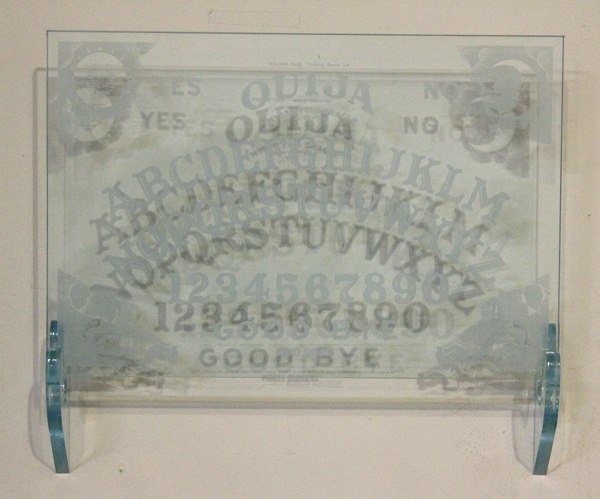 YES OUIJA NO
YES OUIJA NO
ABCDEFGHIJKLM
ABCDEFGHIJKLM
NOPQRSTUVWXYZ
NOPQRSTUVWXYZ
1234567890
1234567890
GOOD BYE
GOOD BYE